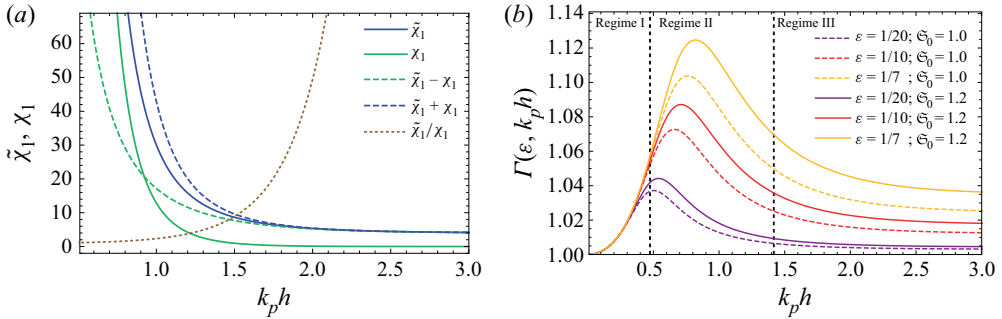 (a)
60
50
40
30
20
10
0
χ̃₁, χ₁
1.0 1.5 2.0 2.5 3.0
kₚh
χ̃₁
χ₁
χ̃₁ − χ₁
χ̃₁ + χ₁
χ̃₁/χ₁
(b)
1.14
1.12
1.10
1.08
1.06
1.04
1.02
1.00
Γ(ε, kₚh)
Regime I Regime II Regime III
ε = 1/20; 𝔖₀ = 1.0
ε = 1/10; 𝔖₀ = 1.0
ε = 1/7 ; 𝔖₀ = 1.0
ε = 1/20; 𝔖₀ = 1.2
ε = 1/10; 𝔖₀ = 1.2
ε = 1/7 ; 𝔖₀ = 1.2
0.5 1.0 1.5 2.0 2.5 3.0
kₚh